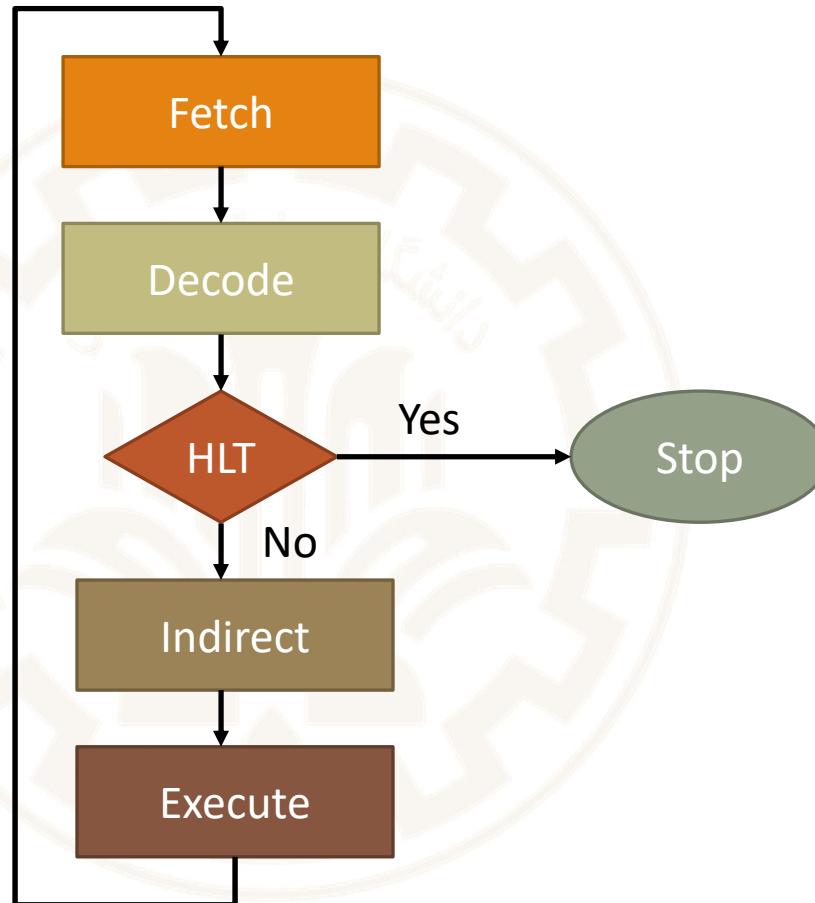 Fetch
Decode
HLT
Yes
Stop
No
Indirect
Execute